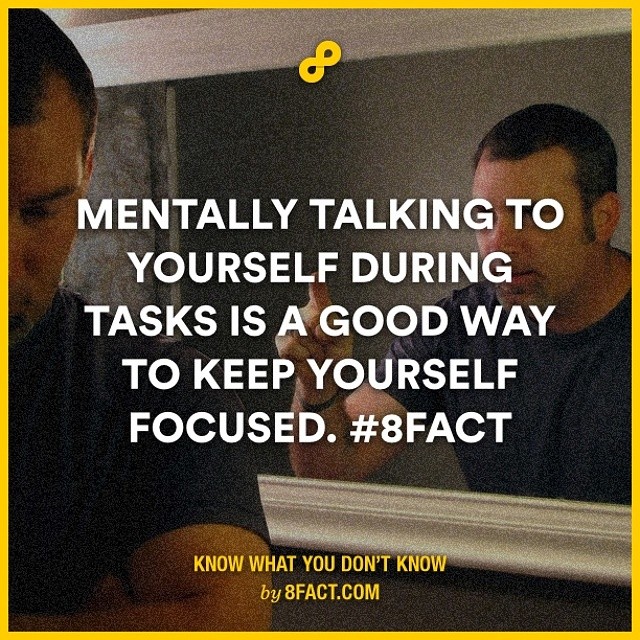 MENTALLY TALKING TO
YOURSELF DURING
TASKS IS A GOOD WAY
TO KEEP YOURSELF
FOCUSED. #8FACT
KNOW WHAT YOU DON'T KNOW
by 8FACT.COM